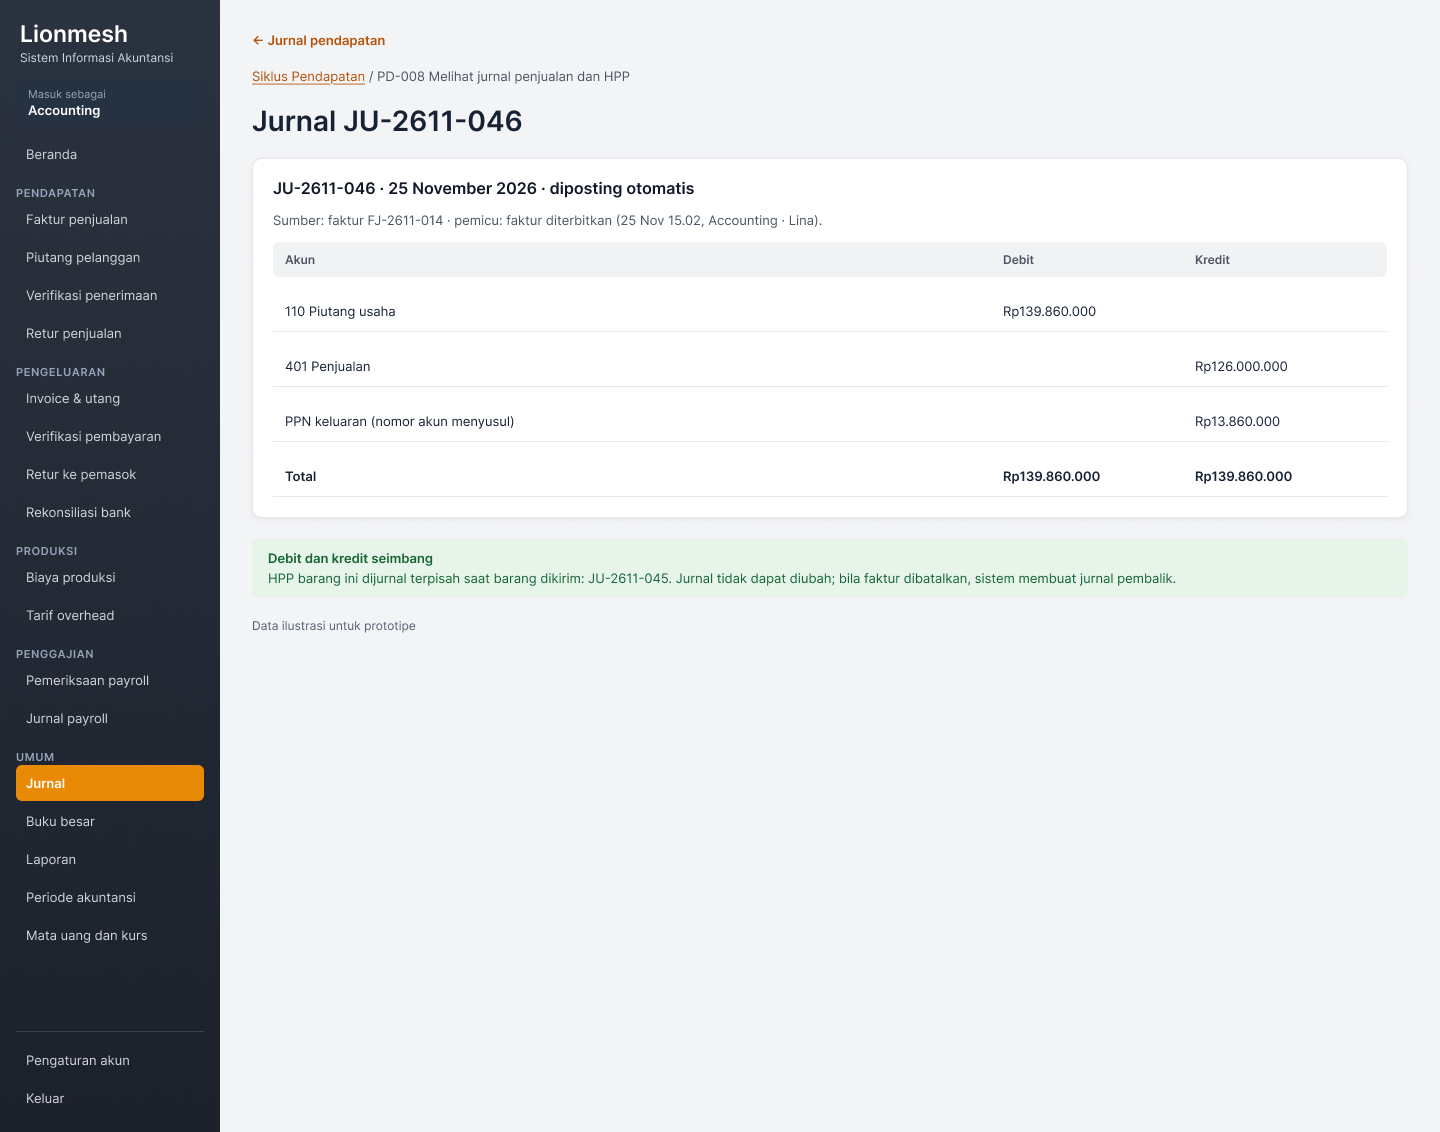 Lionmesh
Sistem Informasi Akuntansi
Masuk sebagai
Accounting
Beranda
PENDAPATAN
Faktur penjualan
Piutang pelanggan
Verifikasi penerimaan
Retur penjualan
PENGELUARAN
Invoice & utang
Verifikasi pembayaran
Retur ke pemasok
Rekonsiliasi bank
PRODUKSI
Biaya produksi
Tarif overhead
PENGGAJIAN
Pemeriksaan payroll
Jurnal payroll
UMUM
Jurnal
Buku besar
Laporan
Periode akuntansi
Mata uang dan kurs
Pengaturan akun
Keluar
← Jurnal pendapatan
Siklus Pendapatan / PD-008 Melihat jurnal penjualan dan HPP
Jurnal JU-2611-046
JU-2611-046 · 25 November 2026 · diposting otomatis
Sumber: faktur FJ-2611-014 · pemicu: faktur diterbitkan (25 Nov 15.02, Accounting · Lina).
Akun Debit Kredit
110 Piutang usaha Rp139.860.000
401 Penjualan Rp126.000.000
PPN keluaran (nomor akun menyusul) Rp13.860.000
Total Rp139.860.000 Rp139.860.000
Debit dan kredit seimbang
HPP barang ini dijurnal terpisah saat barang dikirim: JU-2611-045. Jurnal tidak dapat diubah; bila faktur dibatalkan, sistem membuat jurnal pembalik.
Data ilustrasi untuk prototipe